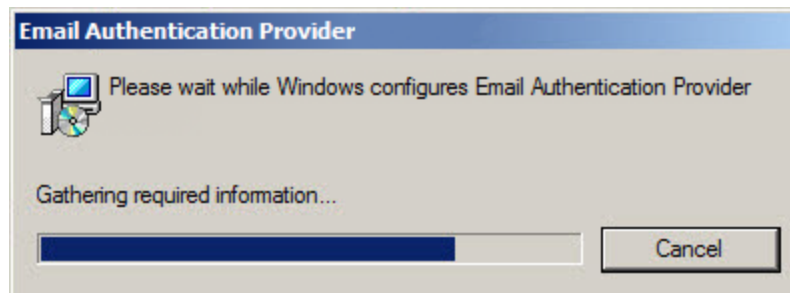 Email Authentication Provider
Please wait while Windows configures Email Authentication Provider
Gathering required information...
Cancel